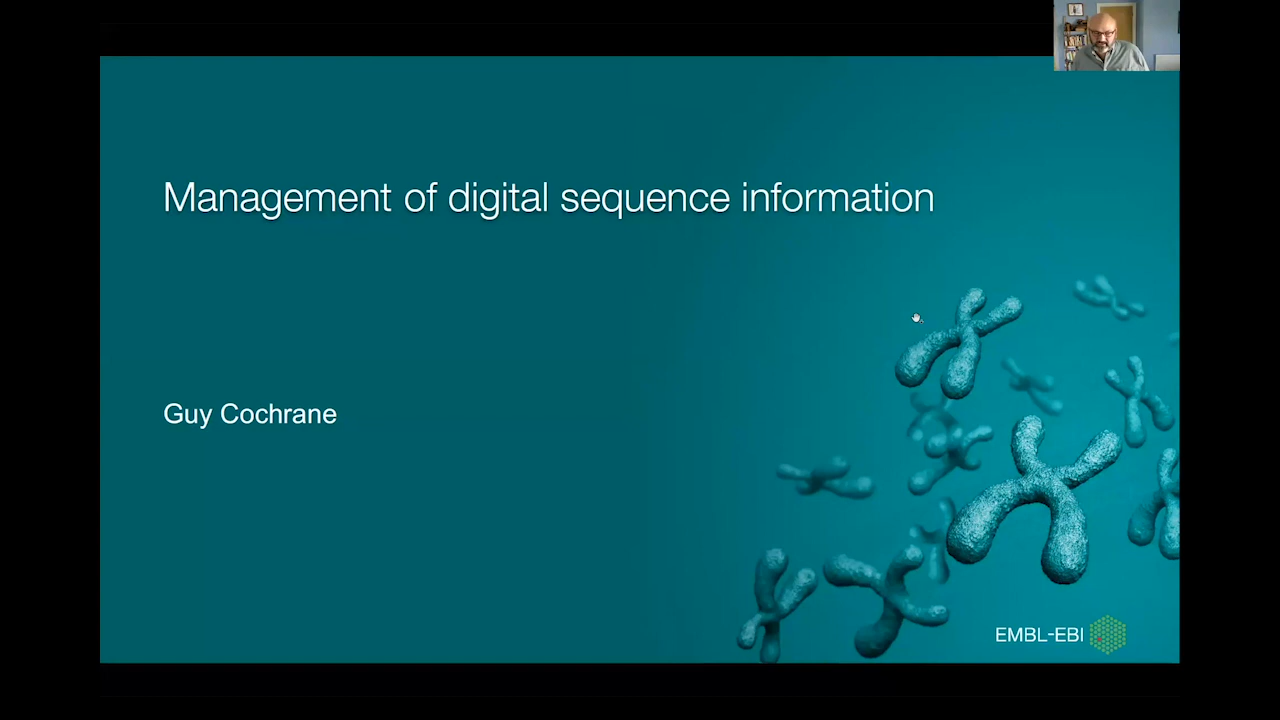 Management of digital sequence information
Guy Cochrane
EMBL-EBI